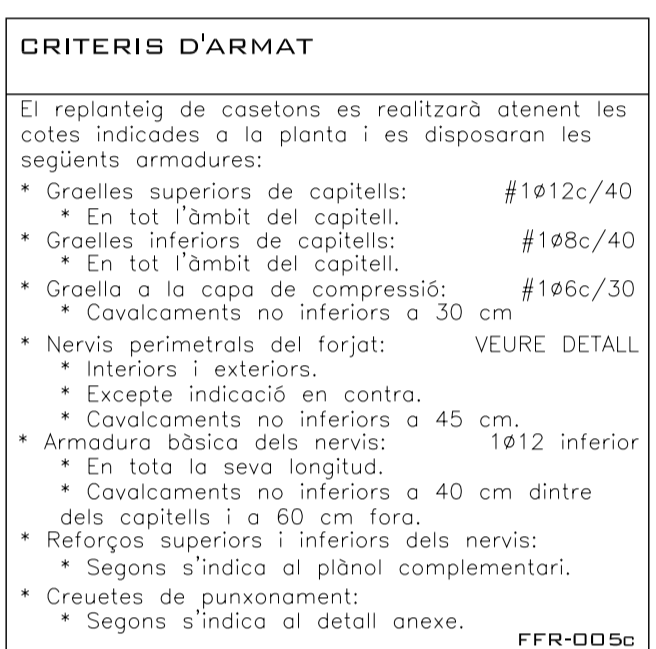 CRITERIS D'ARMAT
El replanteig de casetons es realitzarà atenent les
cotes indicades a la planta i es disposaran les
següents armadures:
* Graelles superiors de capitells: #1ø12c/40
* En tot l'àmbit del capitell.
* Graelles inferiors de capitells: #1ø8c/40
* En tot l'àmbit del capitell.
* Graella a la capa de compressió: #1ø6c/30
* Cavalcaments no inferiors a 30 cm
* Nervis perimetrals del forjat: VEURE DETALL
* Interiors i exteriors.
* Excepte indicació en contra.
* Cavalcaments no inferiors a 45 cm.
* Armadura bàsica dels nervis: 1ø12 inferior
* En tota la seva longitud.
* Cavalcaments no inferiors a 40 cm dintre
dels capitells i a 60 cm fora.
* Reforços superiors i inferiors dels nervis:
* Segons s'indica al plànol complementari.
* Creuetes de punxonament:
* Segons s'indica al detall anexe.
FFR-005c